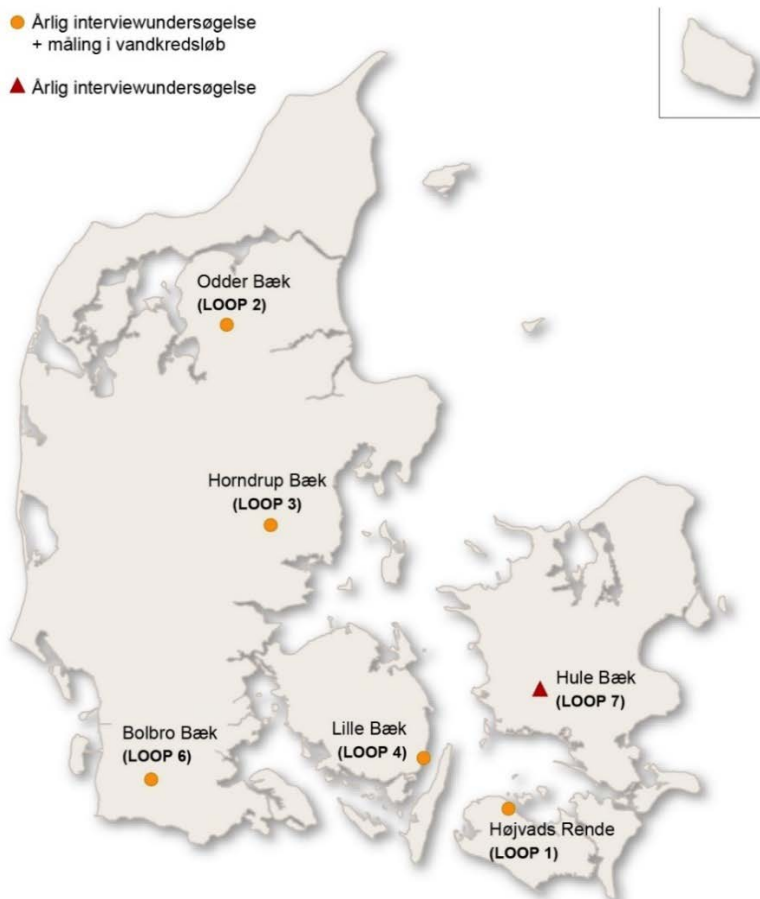 Årlig interviewundersøgelse
+ måling i vandkredsløb
Årlig interviewundersøgelse
Odder Bæk
(LOOP 2)
Horndrup Bæk
(LOOP 3)
Hule Bæk
(LOOP 7)
Lille Bæk
(LOOP 4)
Bolbro Bæk
(LOOP 6)
Højvads Rende
(LOOP 1)